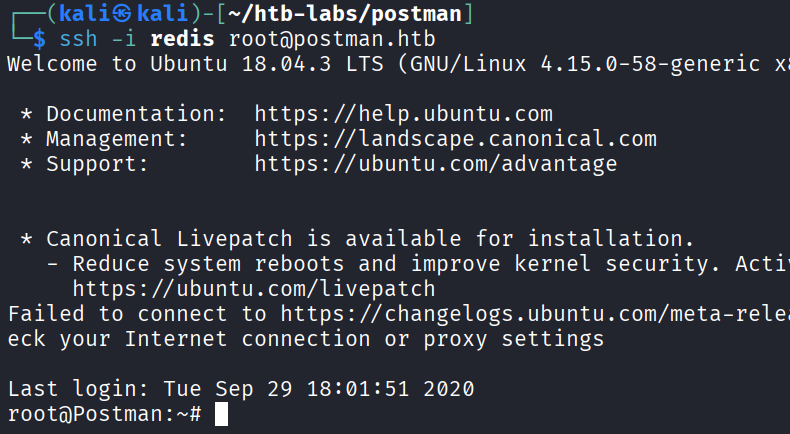 ┌──(kali㉿kali)-[~/htb-labs/postman]
└─$ ssh -i redis root@postman.htb
Welcome to Ubuntu 18.04.3 LTS (GNU/Linux 4.15.0-58-generic x8

* Documentation:  https://help.ubuntu.com
* Management:     https://landscape.canonical.com
* Support:        https://ubuntu.com/advantage

* Canonical Livepatch is available for installation.
- Reduce system reboots and improve kernel security. Acti
https://ubuntu.com/livepatch
Failed to connect to https://changelogs.ubuntu.com/meta-relea
eck your Internet connection or proxy settings

Last login: Tue Sep 29 18:01:51 2020
root@Postman:~#